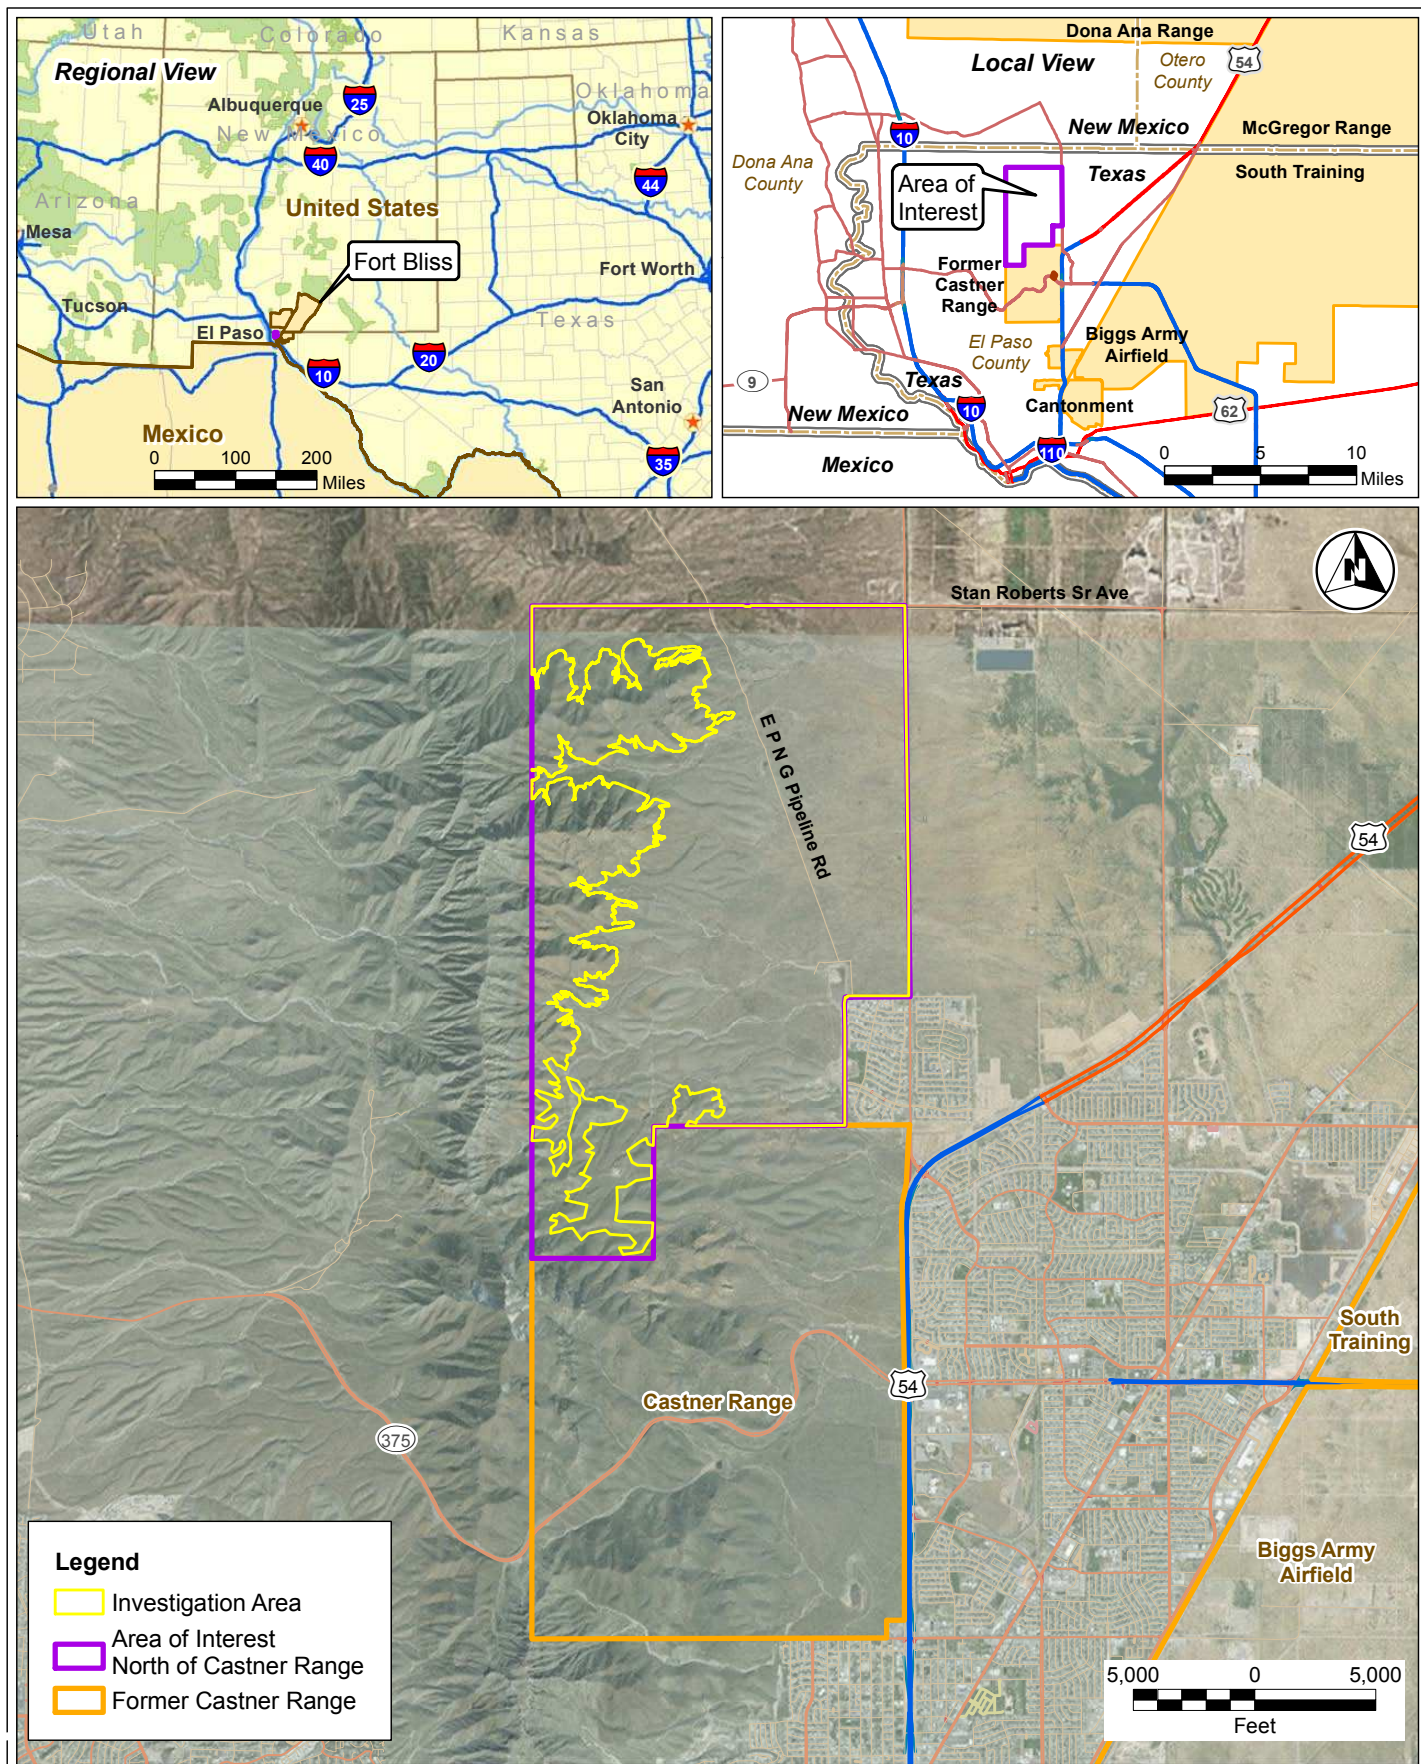 Utah
Colorado
Kansas
Regional View
Albuquerque
25
New Mexico
Oklahoma
Oklahoma
City
40
44
Arizona
United States
Mesa
Fort Bliss
Fort Worth
Tucson
El Paso
Texas
20
10
San
Antonio
Mexico
35
0 100 200
Miles
Dona Ana Range
Local View
Otero
County
54
10
New Mexico
McGregor Range
Dona Ana
County
Area of
Interest
Texas
South Training
Former
Castner
Range
El Paso
County
Biggs Army
Airfield
9
Texas
10
Cantonment
New Mexico
62
110
Mexico
0 5 10
Miles
N
Stan Roberts Sr Ave
E P N G Pipeline Rd
54
South
Training
54
Castner Range
375
Biggs Army
Airfield
Legend
Investigation Area
Area of Interest
North of Castner Range
Former Castner Range
5,000 0 5,000
Feet